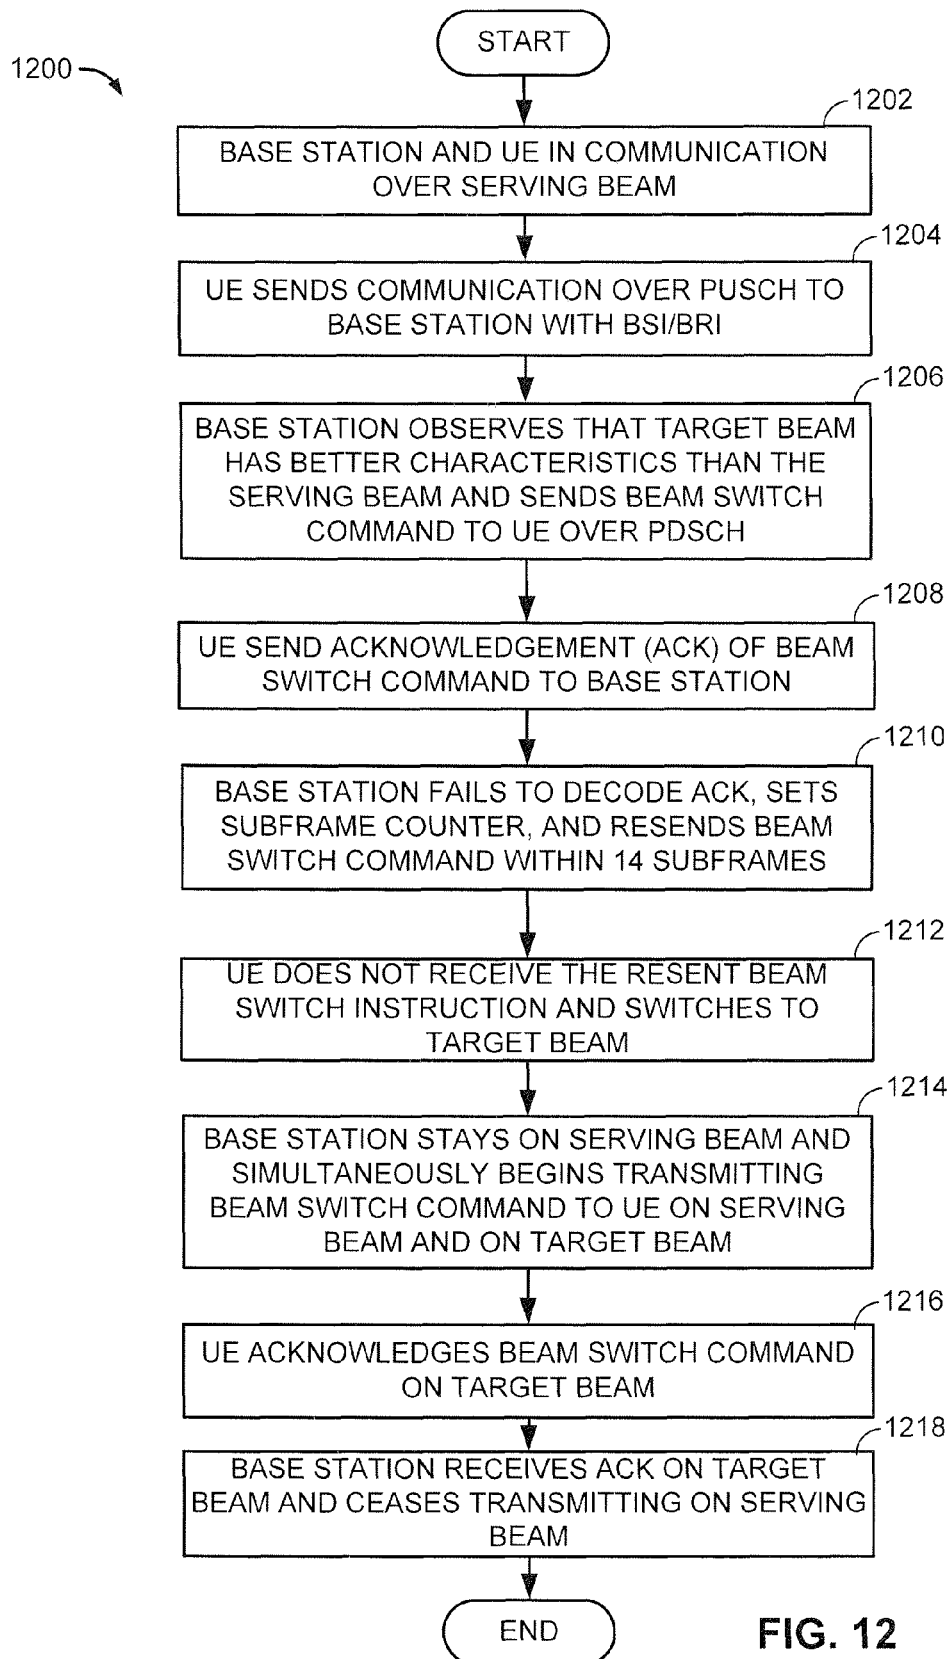 START
1200
1202
BASE STATION AND UE IN COMMUNICATION
OVER SERVING BEAM
1204
UE SENDS COMMUNICATION OVER PUSCH TO
BASE STATION WITH BSI/BRI
1206
BASE STATION OBSERVES THAT TARGET BEAM
HAS BETTER CHARACTERISTICS THAN THE
SERVING BEAM AND SENDS BEAM SWITCH
COMMAND TO UE OVER PDSCH
1208
UE SEND ACKNOWLEDGEMENT (ACK) OF BEAM
SWITCH COMMAND TO BASE STATION
1210
BASE STATION FAILS TO DECODE ACK, SETS
SUBFRAME COUNTER, AND RESENDS BEAM
SWITCH COMMAND WITHIN 14 SUBFRAMES
1212
UE DOES NOT RECEIVE THE RESENT BEAM
SWITCH INSTRUCTION AND SWITCHES TO
TARGET BEAM
1214
BASE STATION STAYS ON SERVING BEAM AND
SIMULTANEOUSLY BEGINS TRANSMITTING
BEAM SWITCH COMMAND TO UE ON SERVING
BEAM AND ON TARGET BEAM
1216
UE ACKNOWLEDGES BEAM SWITCH COMMAND
ON TARGET BEAM
1218
BASE STATION RECEIVES ACK ON TARGET
BEAM AND CEASES TRANSMITTING ON SERVING
BEAM
END
FIG. 12